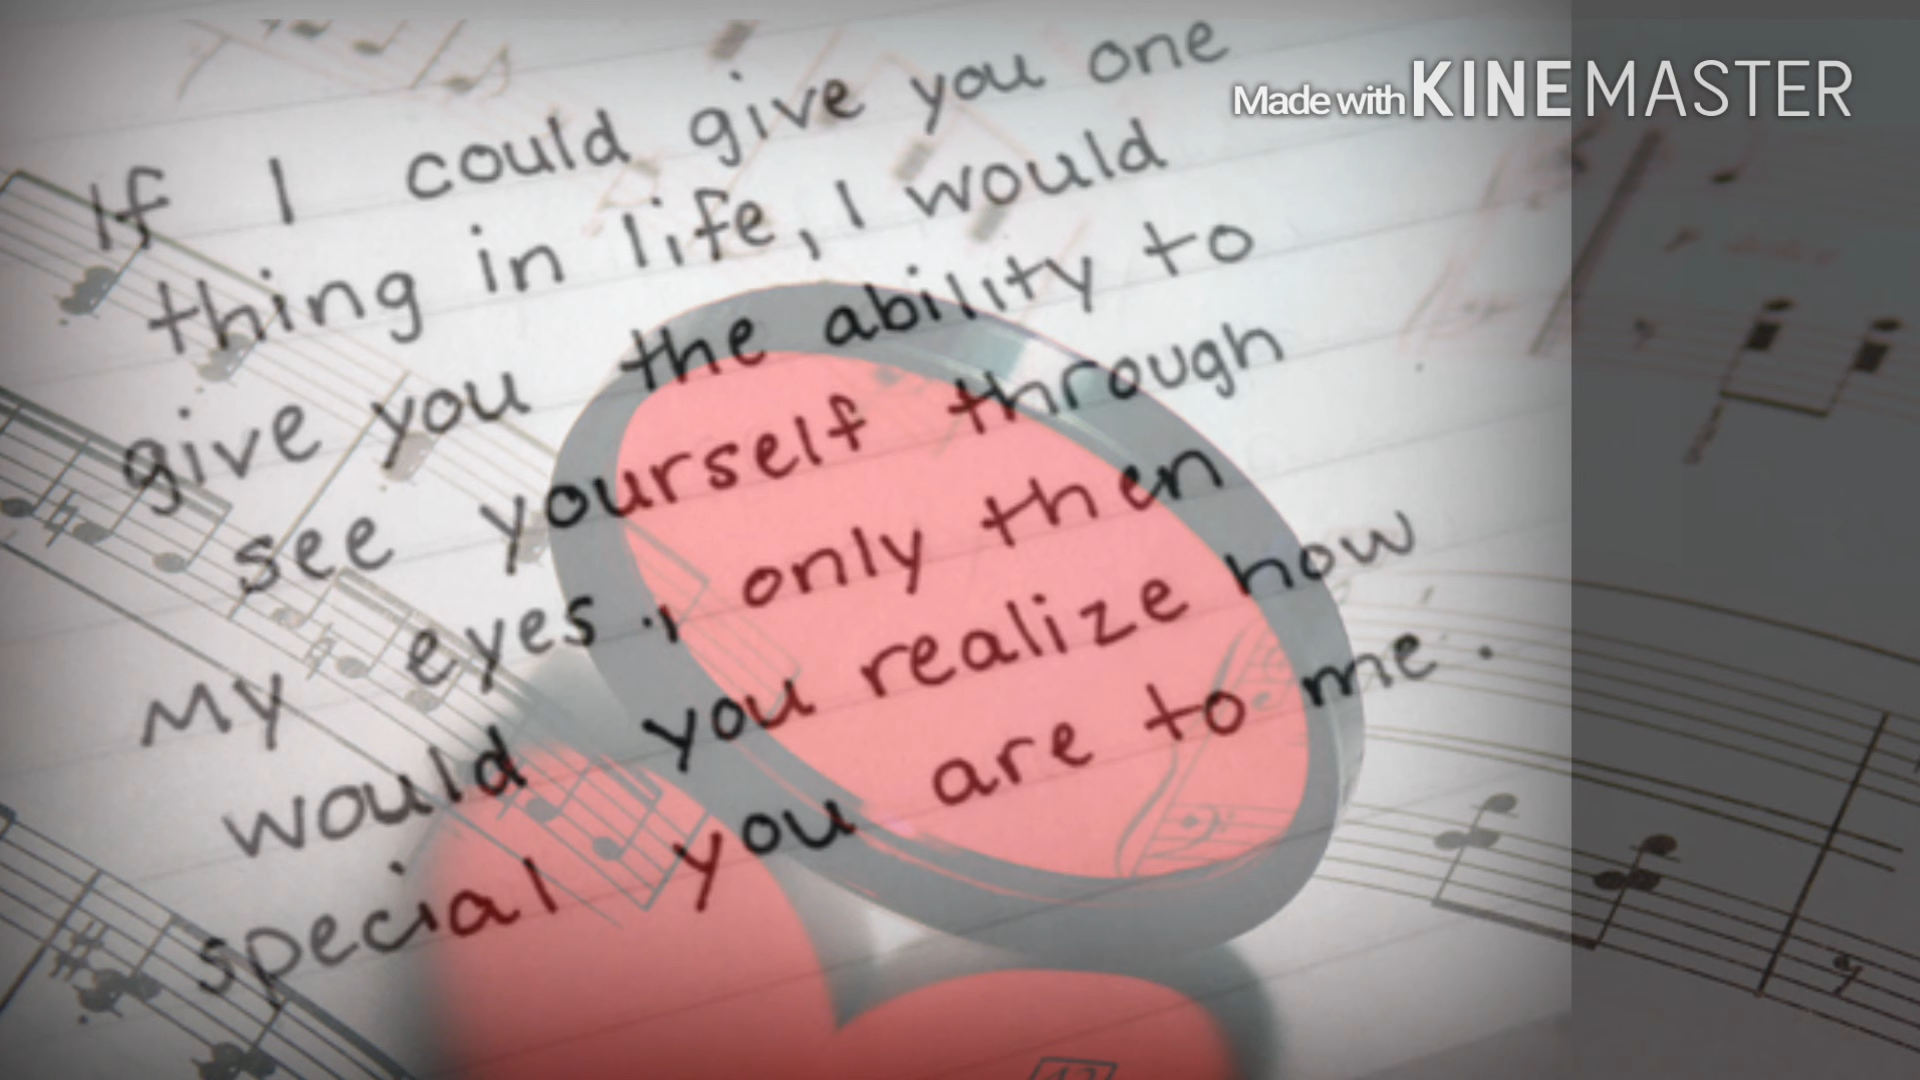 Made with KINEMASTER
If I could give you one
thing in life, I would
give you the ability to
see yourself through
my eyes, only then
would you realize how
special you are to me.
12